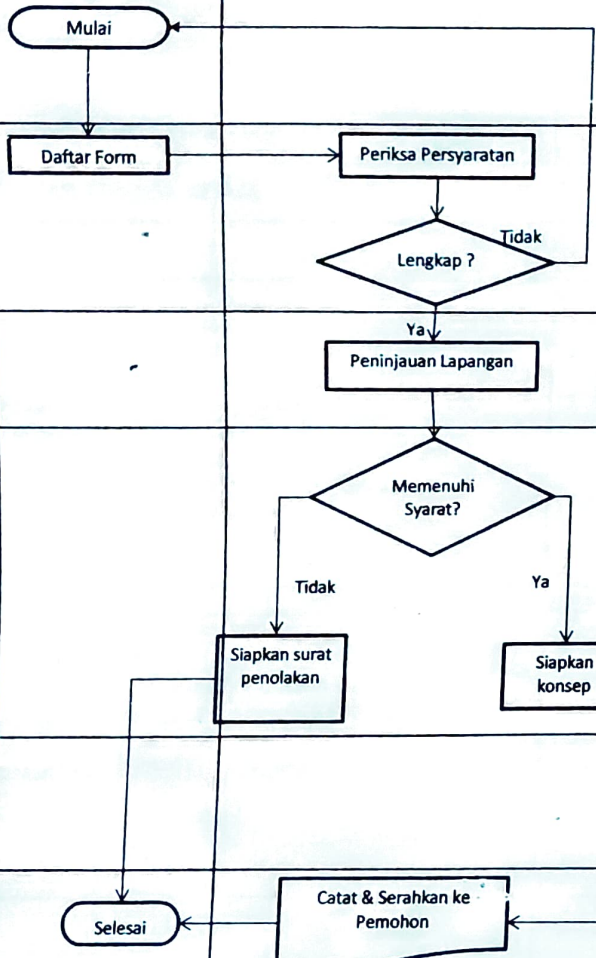 Mulai
Daftar Form
Periksa Persyaratan
Lengkap ?
Tidak
Ya
Peninjauan Lapangan
Memenuhi
Syarat?
Tidak
Ya
Siapkan surat
penolakan
Siapkan
konsep
Catat & Serahkan ke
Pemohon
Selesai